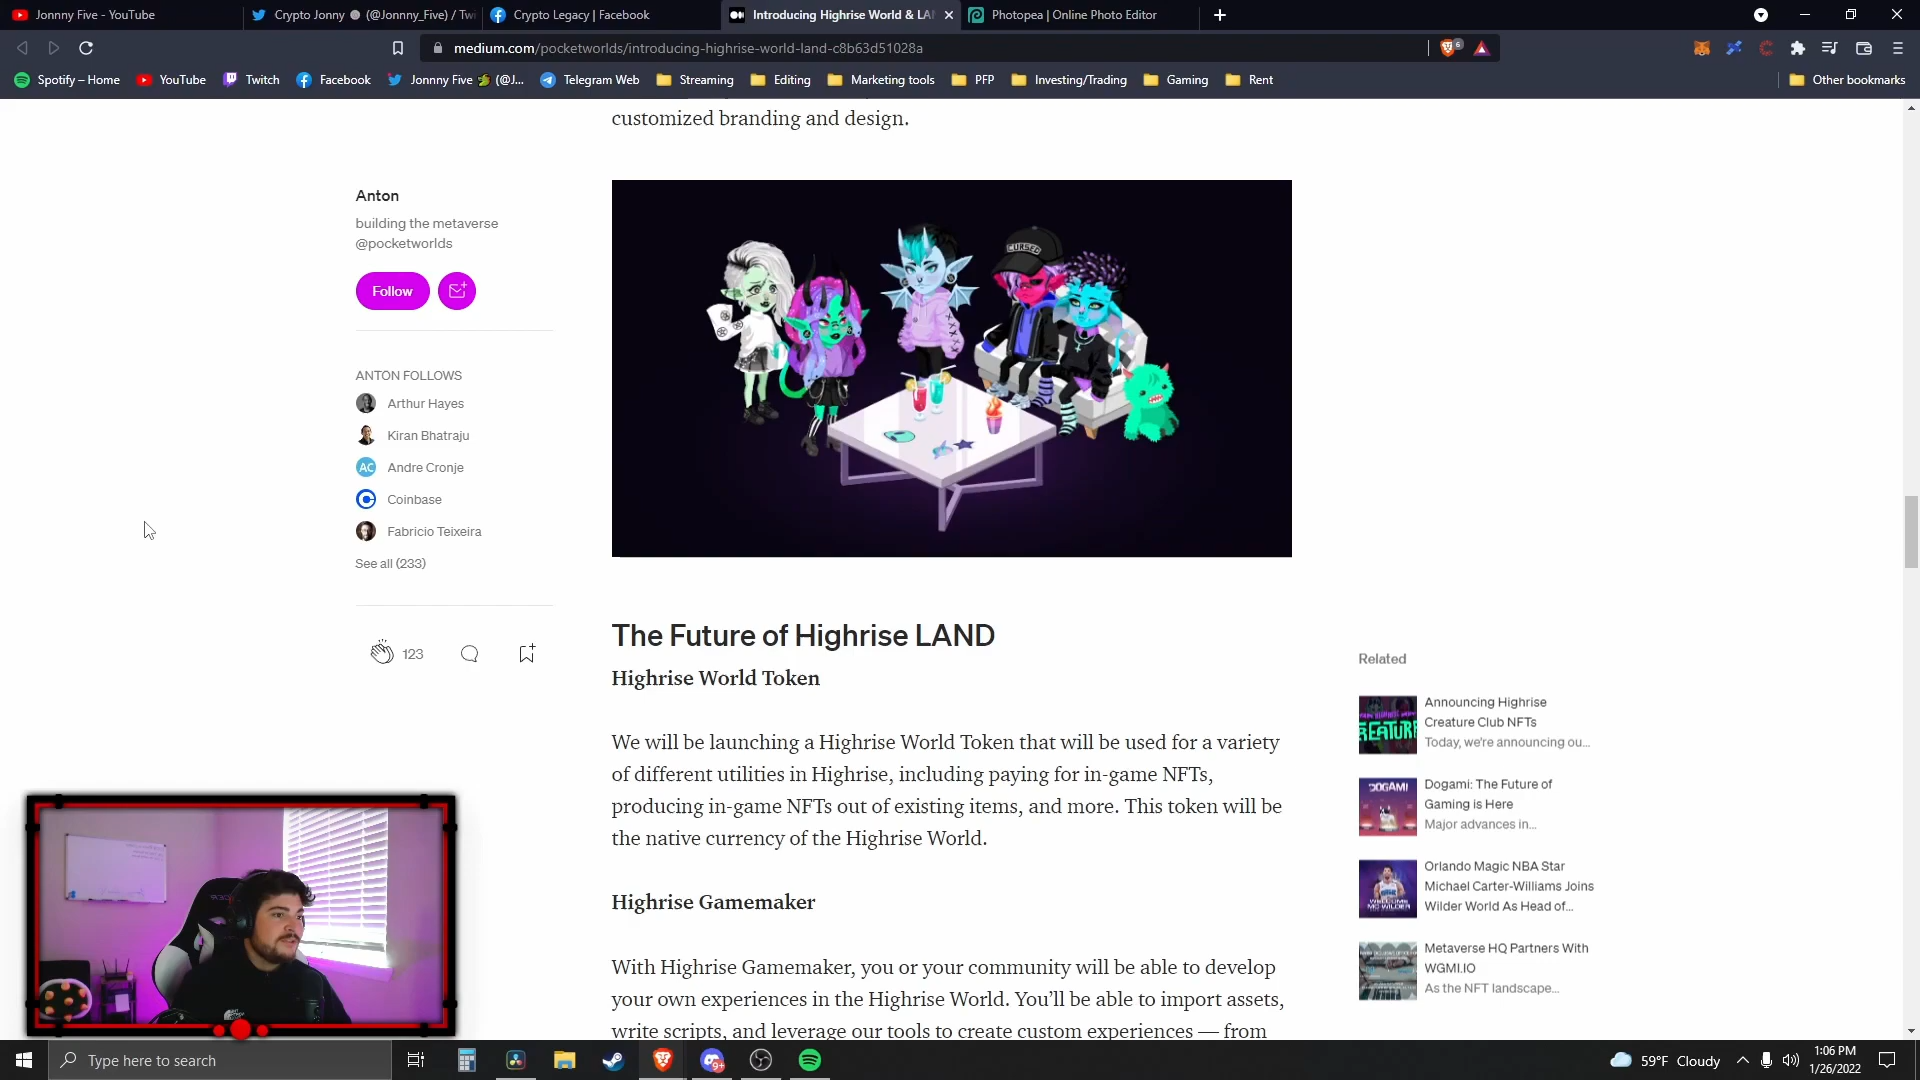 Jonnny Five - YouTube
Crypto Jonny (@Jonnny_Five) / Tw
Crypto Legacy | Facebook
Introducing Highrise World & LA
Photopea | Online Photo Editor
medium.com/pocketworlds/introducing-highrise-world-land-c8b63d51028a
6
Spotify – Home
YouTube
Twitch
Facebook
Jonnny Five (@J...
Telegram Web
Streaming
Editing
Marketing tools
PFP
Investing/Trading
Gaming
Rent
Other bookmarks
customized branding and design.
Anton
building the metaverse
@pocketworlds
Follow
ANTON FOLLOWS
Arthur Hayes
Kiran Bhatraju
AC
Andre Cronje
Coinbase
Fabricio Teixeira
See all (233)
123
CURSED
The Future of Highrise LAND
Highrise World Token
We will be launching a Highrise World Token that will be used for a variety
of different utilities in Highrise, including paying for in-game NFTs,
producing in-game NFTs out of existing items, and more. This token will be
the native currency of the Highrise World.
Highrise Gamemaker
With Highrise Gamemaker, you or your community will be able to develop
your own experiences in the Highrise World. You’ll be able to import assets,
write scripts, and leverage our tools to create custom experiences — from
Related
Announcing Highrise
Creature Club NFTs
Today, we’re announcing ou...
DOGAMI
Dogami: The Future of
Gaming is Here
Major advances in...
Orlando Magic NBA Star
Michael Carter-Williams Joins
Wilder World As Head of...
Metaverse HQ Partners With
WGMI.IO
As the NFT landscape...
Type here to search
9+
59°F Cloudy
1:06 PM
1/26/2022